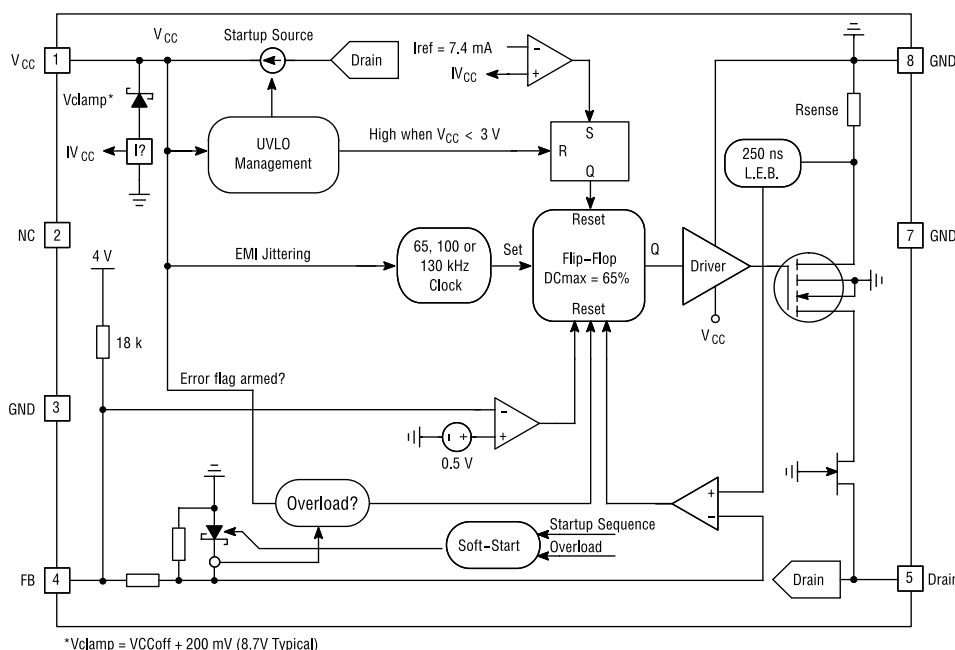 VCC
Startup Source
Iref = 7.4 mA
–
VCC
1
Drain
IVCC
+
8
GND
Vclamp*
Rsense
S
UVLO
Management
High when VCC < 3 V
R
IVCC
I?
Q
250 ns
L.E.B.
NC
2
Reset
7
GND
4 V
EMI Jittering
65, 100 or
130 kHz
Clock
Set
Flip–Flop
DCmax = 65%
Q
Driver
Reset
VCC
18 k
Error flag armed?
GND
3
–
+
0.5 V
Overload?
+
–
Startup Sequence
Soft–Start
Overload
FB
4
Drain
5
Drain
*Vclamp = VCCoff + 200 mV (8.7V Typical)